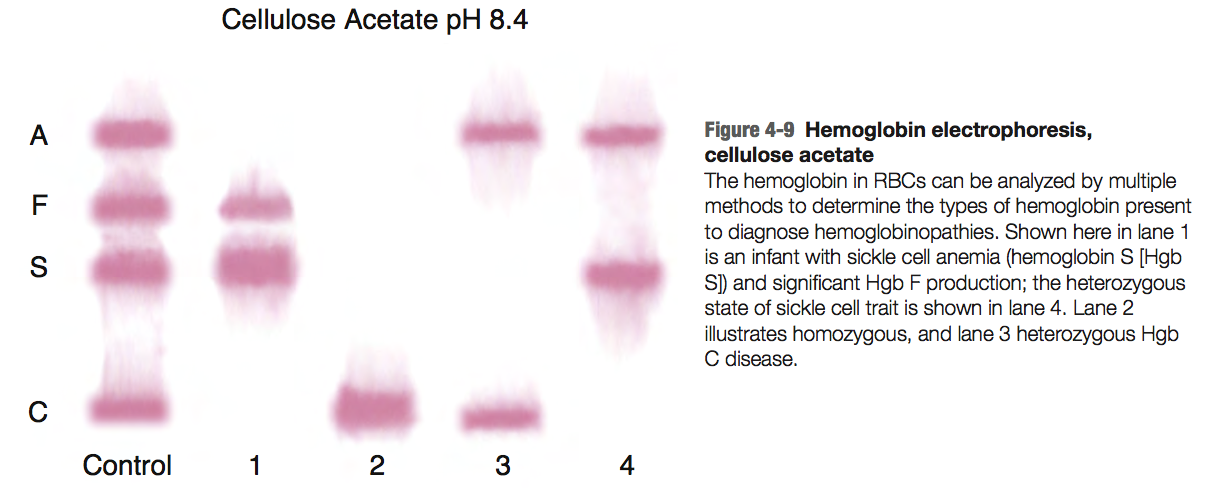 Cellulose Acetate pH 8.4
A
F
S
C
Control 1 2 3 4
Figure 4-9 Hemoglobin electrophoresis,
cellulose acetate
The hemoglobin in RBCs can be analyzed by multiple
methods to determine the types of hemoglobin present
to diagnose hemoglobinopathies. Shown here in lane 1
is an infant with sickle cell anemia (hemoglobin S [Hgb
S]) and significant Hgb F production; the heterozygous
state of sickle cell trait is shown in lane 4. Lane 2
illustrates homozygous, and lane 3 heterozygous Hgb
C disease.